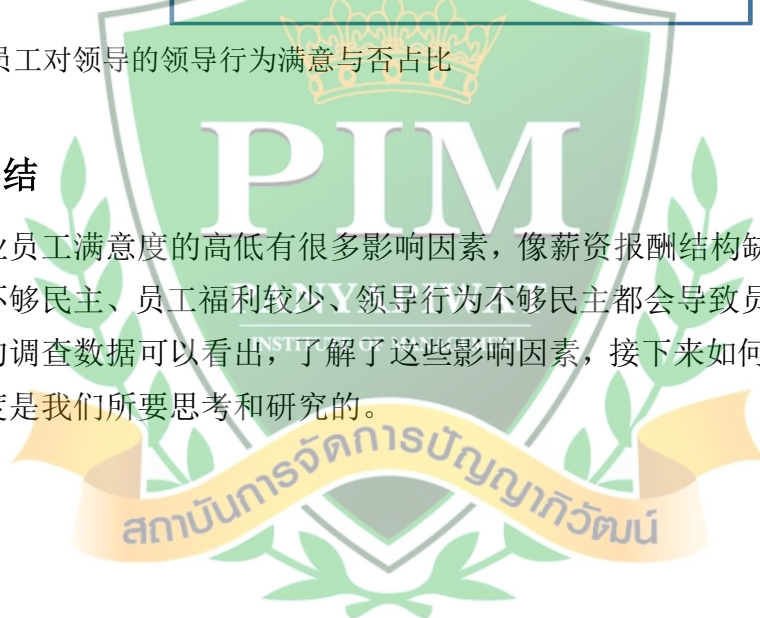 员工对领导的领导行为满意与否占比
结
业员工满意度的高低有很多影响因素，像薪资报酬结构缺
不够民主、员工福利较少、领导行为不够民主都会导致员
的调查数据可以看出，了解了这些影响因素，接下来如何
度是我们所要思考和研究的。
PIM
PANYAPIWAT
INSTITUTE OF MANAGEMENT
สถาบันการจัดการปัญญาภิวัฒน์